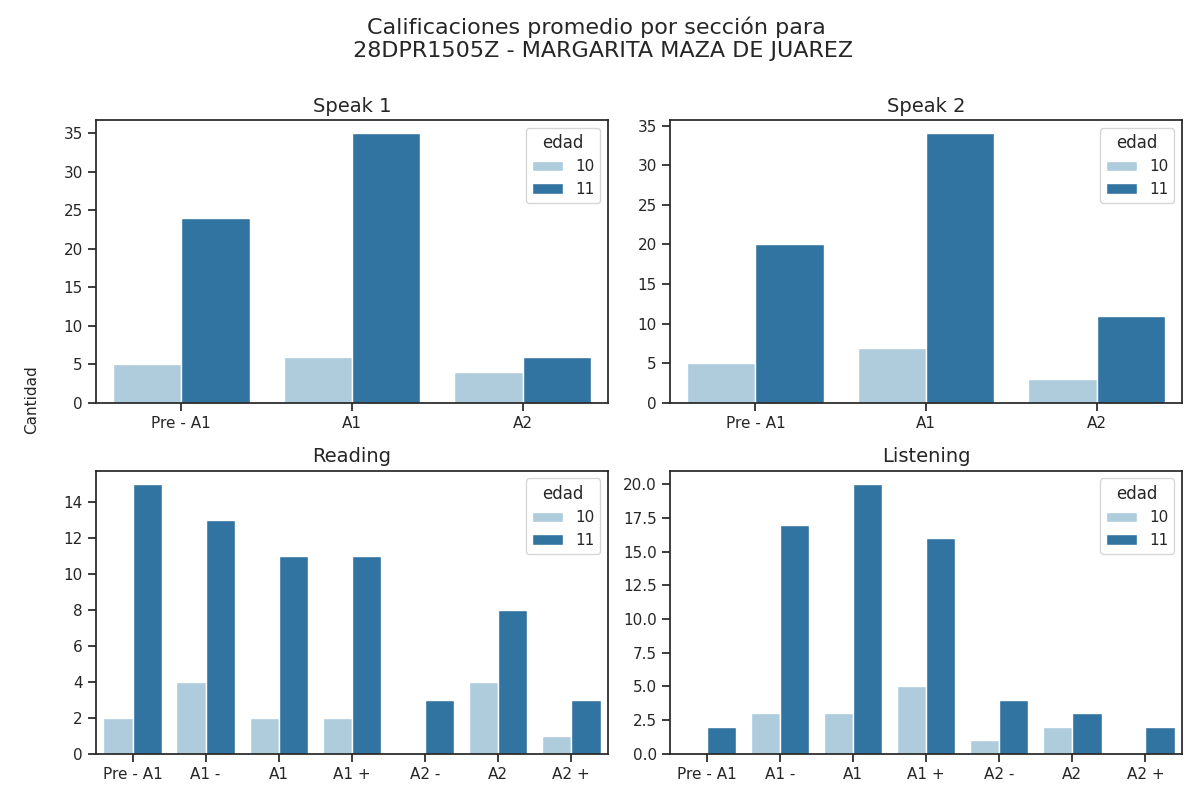 Calificaciones promedio por sección para
28DPR1505Z - MARGARITA MAZA DE JUAREZ
Speak 1
35
30
25
20
15
10
5
0
Pre - A1 A1 A2
edad
10
11
Speak 2
35
30
25
20
15
10
5
0
Pre - A1 A1 A2
edad
10
11
Cantidad
Reading
14
12
10
8
6
4
2
0
Pre - A1 A1 - A1 A1 + A2 - A2 A2 +
edad
10
11
Listening
20.0
17.5
15.0
12.5
10.0
7.5
5.0
2.5
0.0
Pre - A1 A1 - A1 A1 + A2 - A2 A2 +
edad
10
11